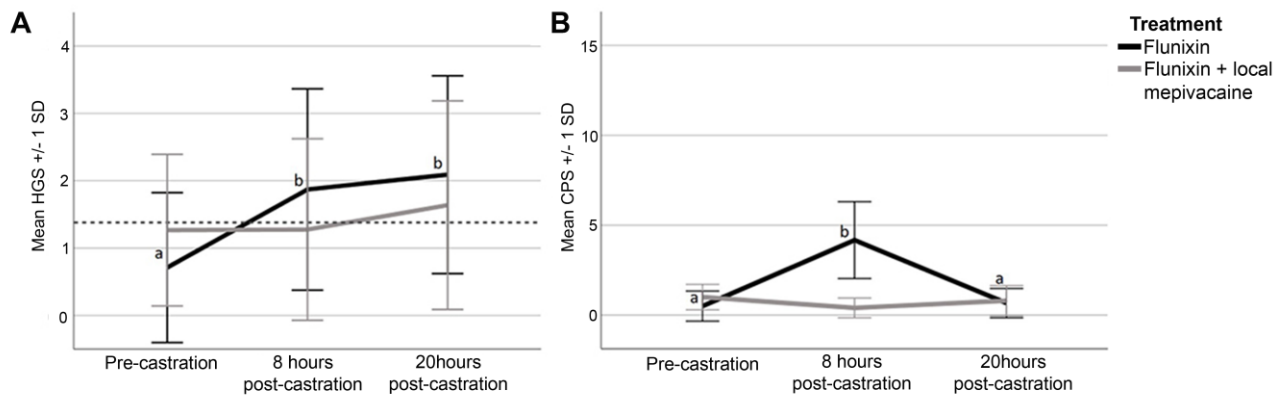 A
Mean HGS +/- 1 SD
4
3
2
1
0
a
b
b
Pre-castration
8 hours
post-castration
20hours
post-castration
B
Mean CPS +/- 1 SD
15
10
5
0
a
b
a
Pre-castration
8 hours
post-castration
20hours
post-castration
Treatment
Flunixin
Flunixin + local
mepivacaine